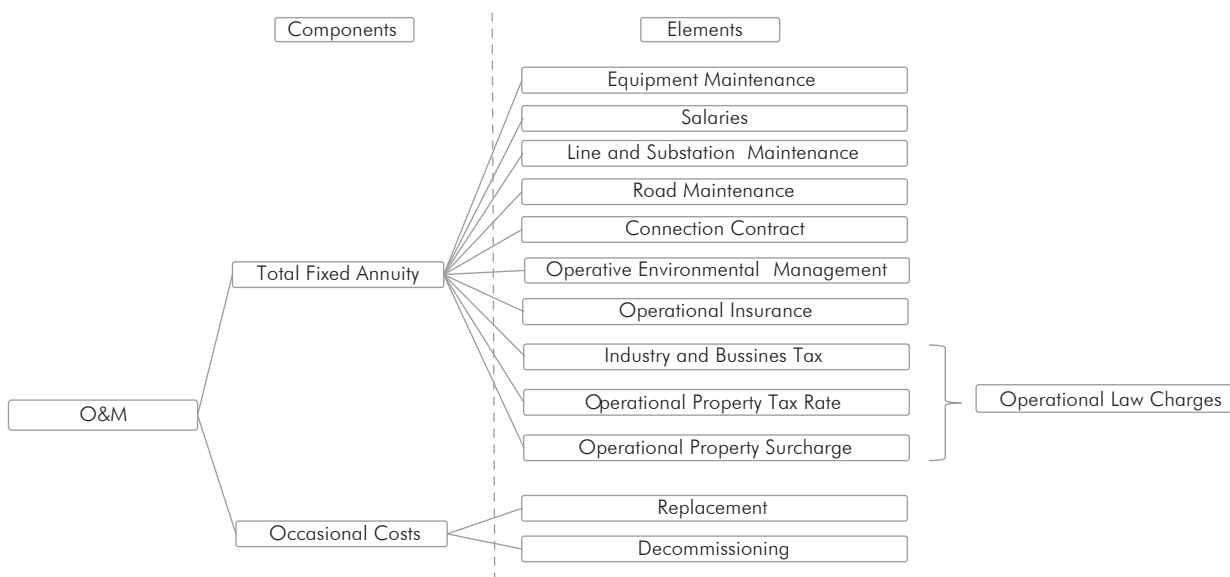 Components
Elements
Equipment Maintenance
Salaries
Line and Substation Maintenance
Road Maintenance
Connection Contract
Total Fixed Annuity
Operative Environmental Management
Operational Insurance
Industry and Bussines Tax
Operational Property Tax Rate
Operational Law Charges
O&M
Operational Property Surcharge
Replacement
Occasional Costs
Decommissioning